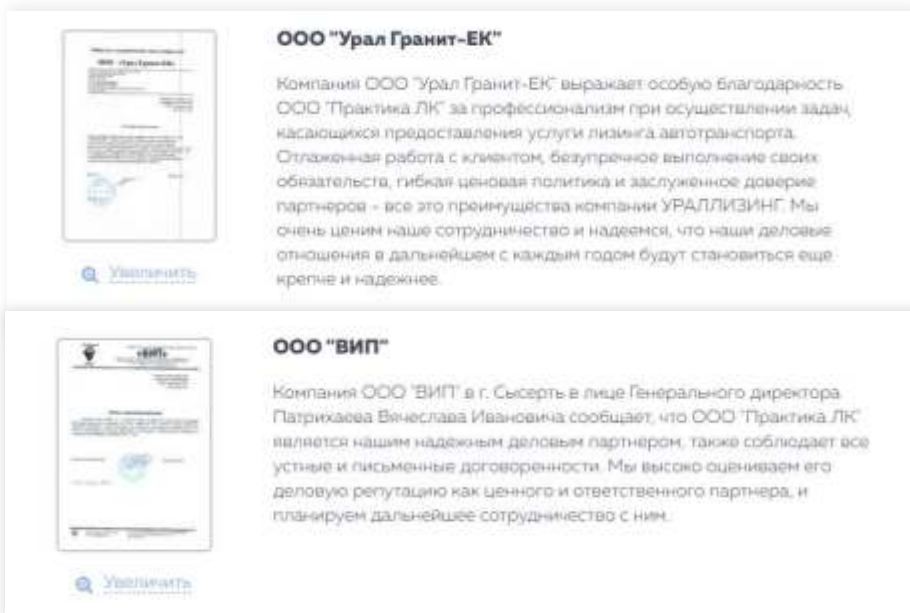 ООО "Урал Гранит-ЕК"
Компания ООО "Урал Гранит-ЕК" выражает особую благодарность
ООО "Практика ЛК" за профессионализм при осуществлении задач,
касающихся предоставления услуги лизинга автотранспорта.
Отлаженная работа с клиентом, безупречное выполнение своих
обязательств, гибкая ценовая политика и заслуженное доверие
партнеров - все это преимущества компании УРАЛЛИЗИНГ. Мы
очень ценим наше сотрудничество и надеемся, что наши деловые
отношения в дальнейшем с каждым годом будут становиться еще
крепче и надежнее.
Увеличить
ООО "ВИП"
Компания ООО "ВИП" в г. Сысерть в лице Генерального директора
Патрихаева Вячеслава Ивановича сообщает, что ООО "Практика ЛК"
является нашим надежным деловым партнером, также соблюдает все
устные и письменные договоренности. Мы высоко оцениваем его
деловую репутацию как ценного и ответственного партнера, и
планируем дальнейшее сотрудничество с ним.
Увеличить